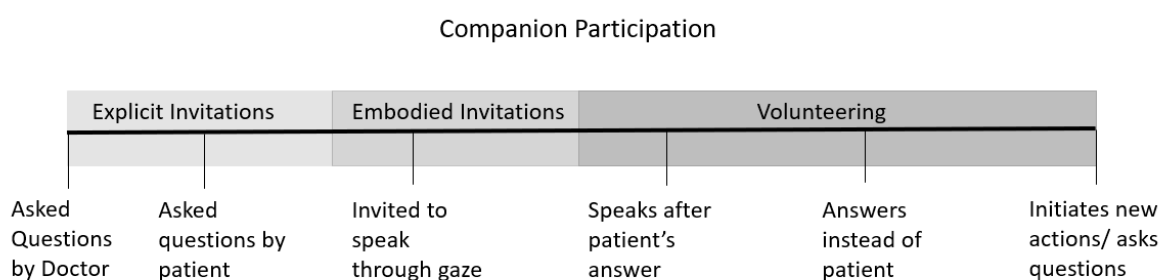 Companion Participation
Explicit Invitations
Embodied Invitations
Volunteering
Asked
Questions
by Doctor
Asked
questions by
patient
Invited to
speak
through gaze
Speaks after
patient’s
answer
Answers
instead of
patient
Initiates new
actions/ asks
questions